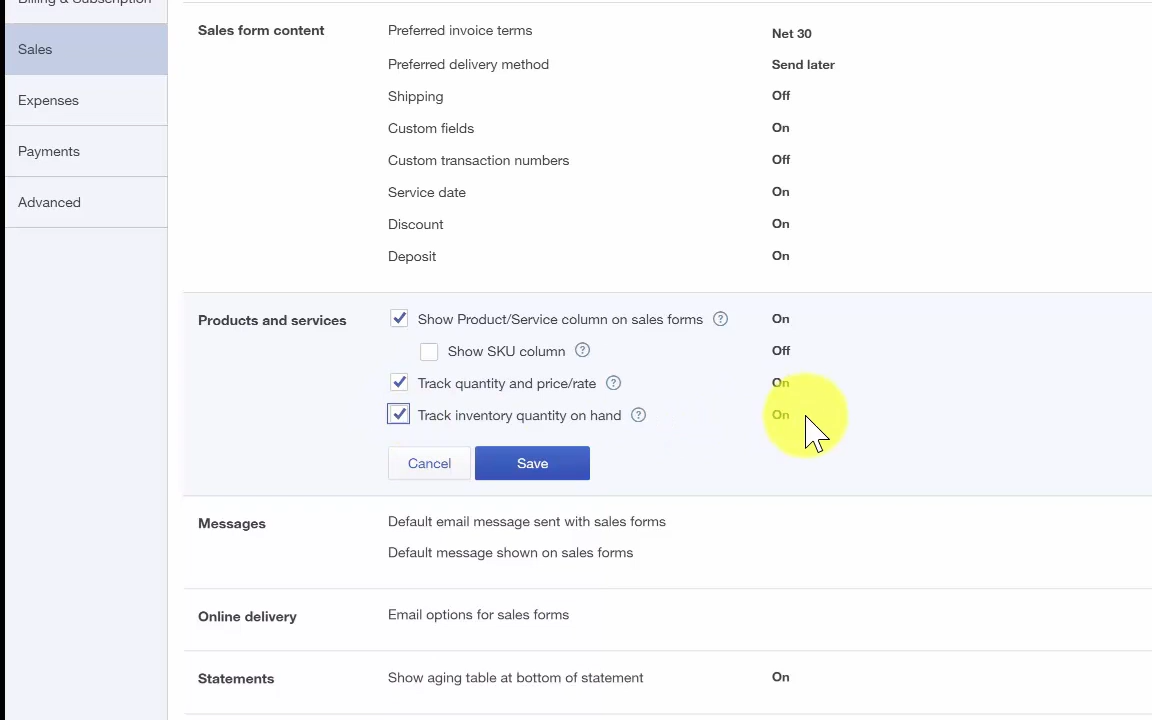 Billing & Subscription
Sales
Expenses
Payments
Advanced
Sales form content
Preferred invoice terms Net 30
Preferred delivery method Send later
Shipping Off
Custom fields On
Custom transaction numbers Off
Service date On
Discount On
Deposit On
Products and services
Show Product/Service column on sales forms ? On
Show SKU column ? Off
Track quantity and price/rate ? On
Track inventory quantity on hand ? On
Cancel Save
Messages
Default email message sent with sales forms
Default message shown on sales forms
Online delivery
Email options for sales forms
Statements
Show aging table at bottom of statement On